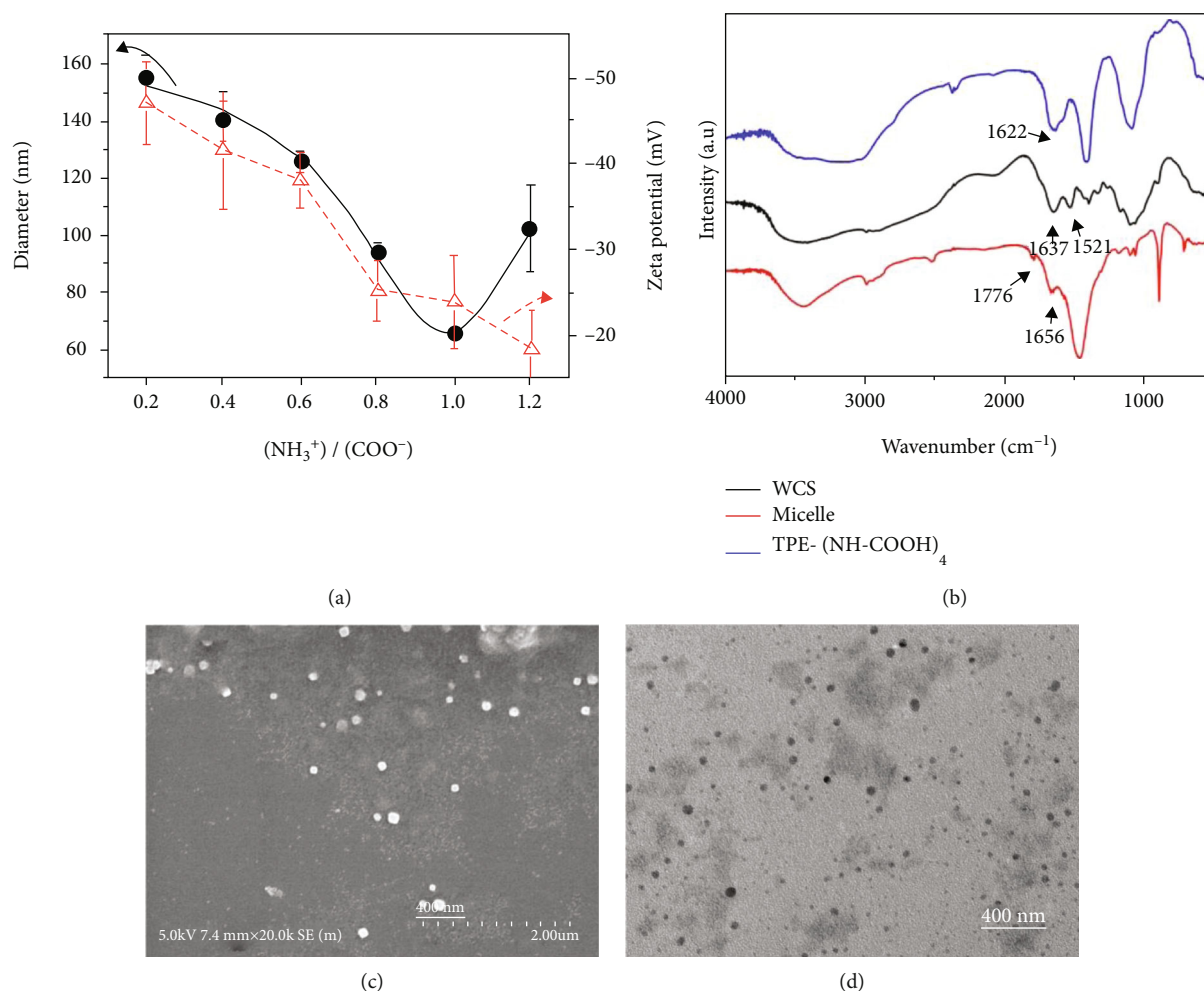 160
140
120
100
80
60
Diameter (nm)
–50
–40
–30
–20
Zeta potential (mV)
0.2 0.4 0.6 0.8 1.0 1.2
(NH₃⁺) / (COO⁻)
(a)
Intensity (a.u)
1622
1637 1521
1776
1656
4000 3000 2000 1000
Wavenumber (cm⁻¹)
WCS
Micelle
TPE- (NH-COOH)₄
(b)
400 nm
5.0kV 7.4 mm×20.0k SE (m) 2.00um
(c)
400 nm
(d)